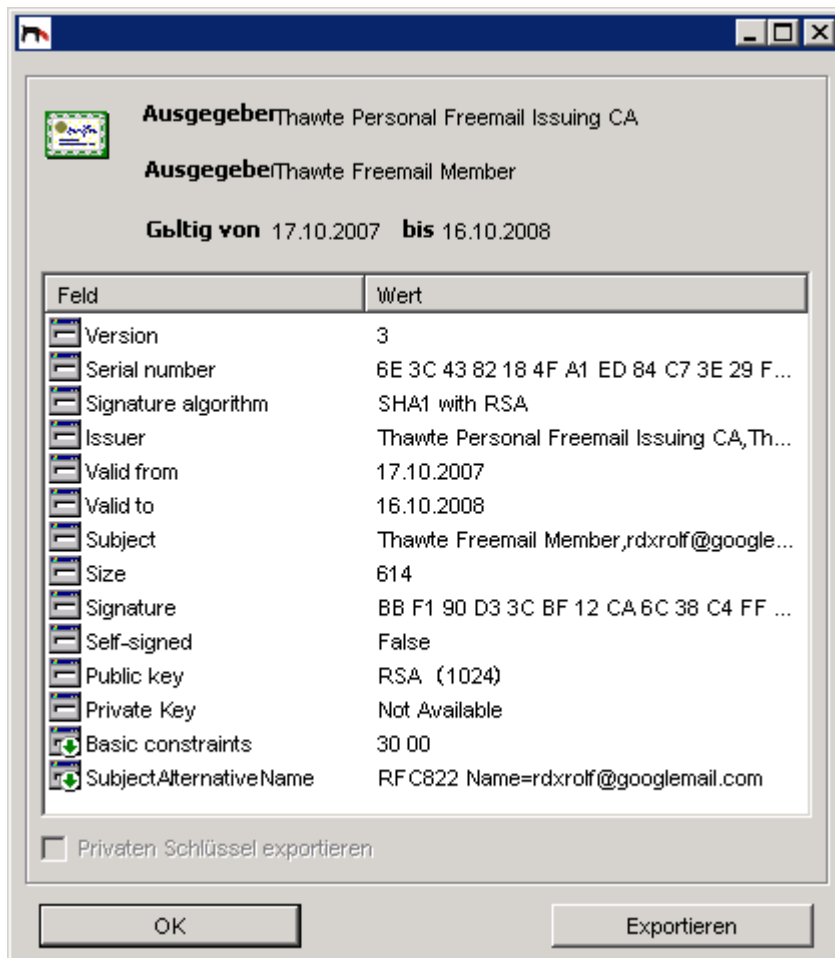 Ausgegeber Thawte Personal Freemail Issuing CA
Ausgegebe Thawte Freemail Member
Gьltig von 17.10.2007 bis 16.10.2008
Feld Wert
Version 3
Serial number 6E 3C 43 82 18 4F A1 ED 84 C7 3E 29 F...
Signature algorithm SHA1 with RSA
Issuer Thawte Personal Freemail Issuing CA,Th...
Valid from 17.10.2007
Valid to 16.10.2008
Subject Thawte Freemail Member,rdxrolf@google...
Size 614
Signature BB F1 90 D3 3C BF 12 CA 6C 38 C4 FF ...
Self-signed False
Public key RSA (1024)
Private Key Not Available
Basic constraints 30 00
SubjectAlternativeName RFC822 Name=rdxrolf@googlemail.com
Privaten Schlüssel exportieren
OK Exportieren